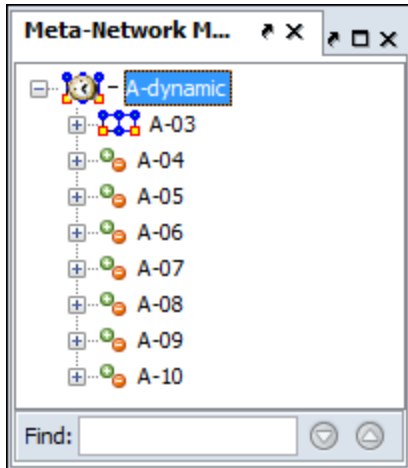 Meta-Network M...
A-dynamic
A-03
A-04
A-05
A-06
A-07
A-08
A-09
A-10
Find: